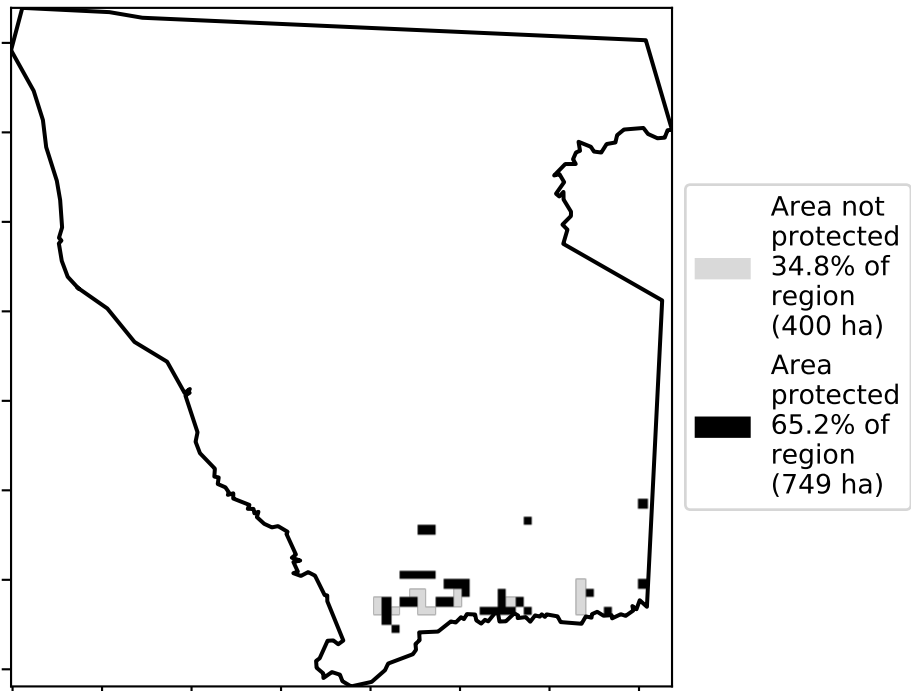 Area not
protected
34.8% of
region
(400 ha)
Area
protected
65.2% of
region
(749 ha)